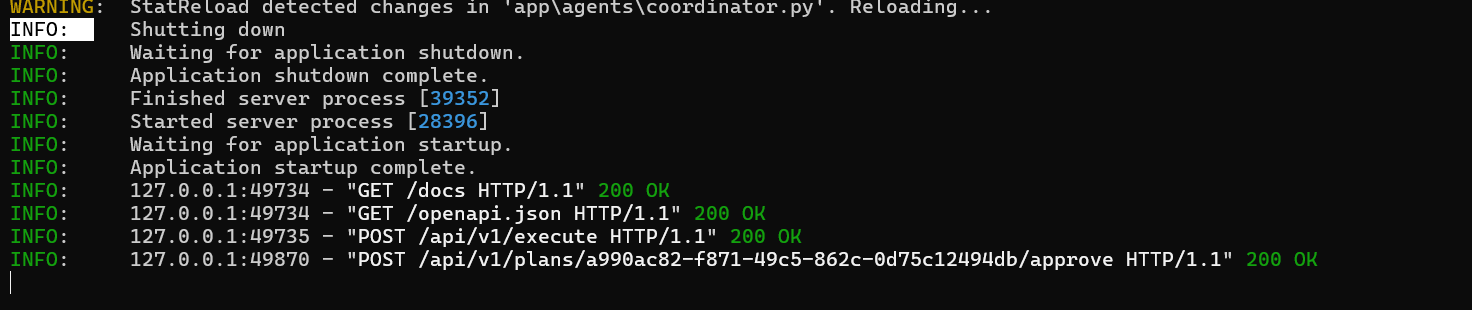 WARNING:  StatReload detected changes in 'app\agents\coordinator.py'. Reloading...
INFO:     Shutting down
INFO:     Waiting for application shutdown.
INFO:     Application shutdown complete.
INFO:     Finished server process [39352]
INFO:     Started server process [28396]
INFO:     Waiting for application startup.
INFO:     Application startup complete.
INFO:     127.0.0.1:49734 - "GET /docs HTTP/1.1" 200 OK
INFO:     127.0.0.1:49734 - "GET /openapi.json HTTP/1.1" 200 OK
INFO:     127.0.0.1:49735 - "POST /api/v1/execute HTTP/1.1" 200 OK
INFO:     127.0.0.1:49870 - "POST /api/v1/plans/a990ac82-f871-49c5-862c-0d75c12494db/approve HTTP/1.1" 200 OK